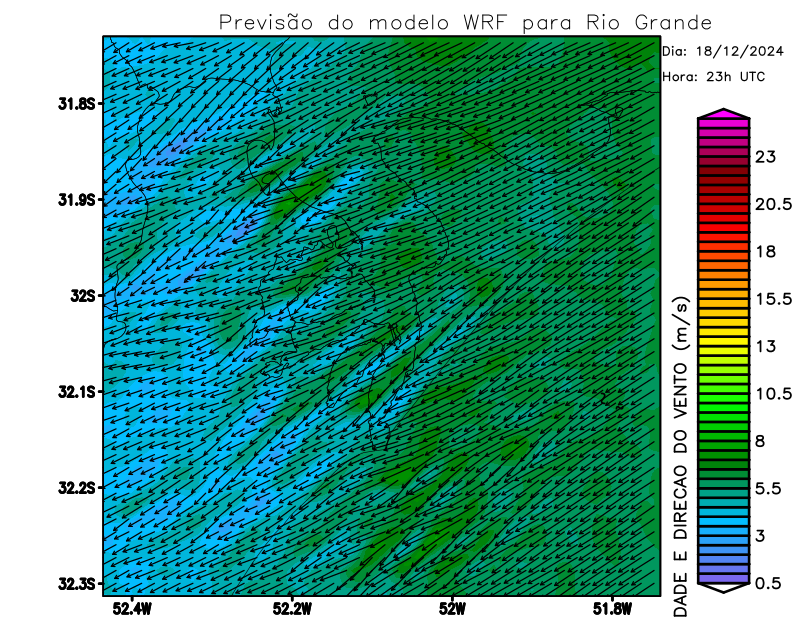 Previsão do modelo WRF para Rio Grande
Dia: 18/12/2024
Hora: 23h UTC
31.8S
31.9S
32S
32.1S
32.2S
32.3S
52.4W
52.2W
52W
51.8W
23
20.5
18
15.5
13
10.5
8
5.5
3
0.5
DADE E DIRECAO DO VENTO (m/s)